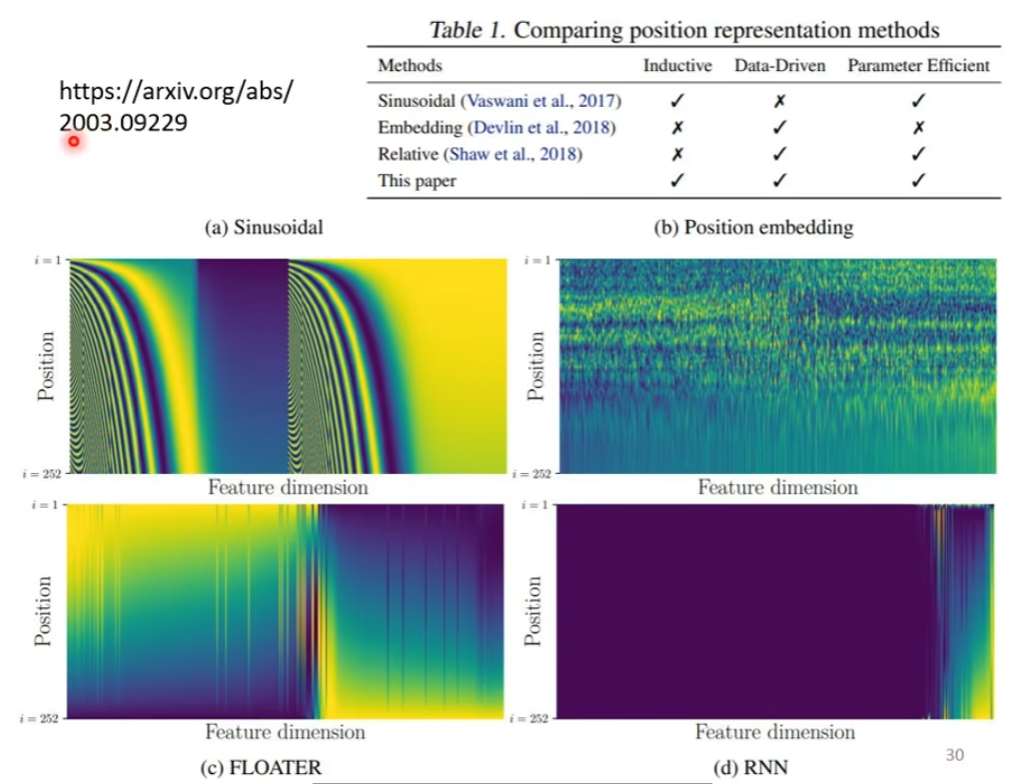 Table 1. Comparing position representation methods
Methods Inductive Data-Driven Parameter Efficient
Sinusoidal (Vaswani et al., 2017) ✓ ✗ ✓
Embedding (Devlin et al., 2018) ✗ ✓ ✗
Relative (Shaw et al., 2018) ✗ ✓ ✓
This paper ✓ ✓ ✓
https://arxiv.org/abs/
2003.09229
(a) Sinusoidal
i = 1
Position
i = 252
Feature dimension
(b) Position embedding
i = 1
Position
i = 252
Feature dimension
i = 1
Position
i = 252
Feature dimension
(c) FLOATER
i = 1
Position
i = 252
Feature dimension
(d) RNN
30